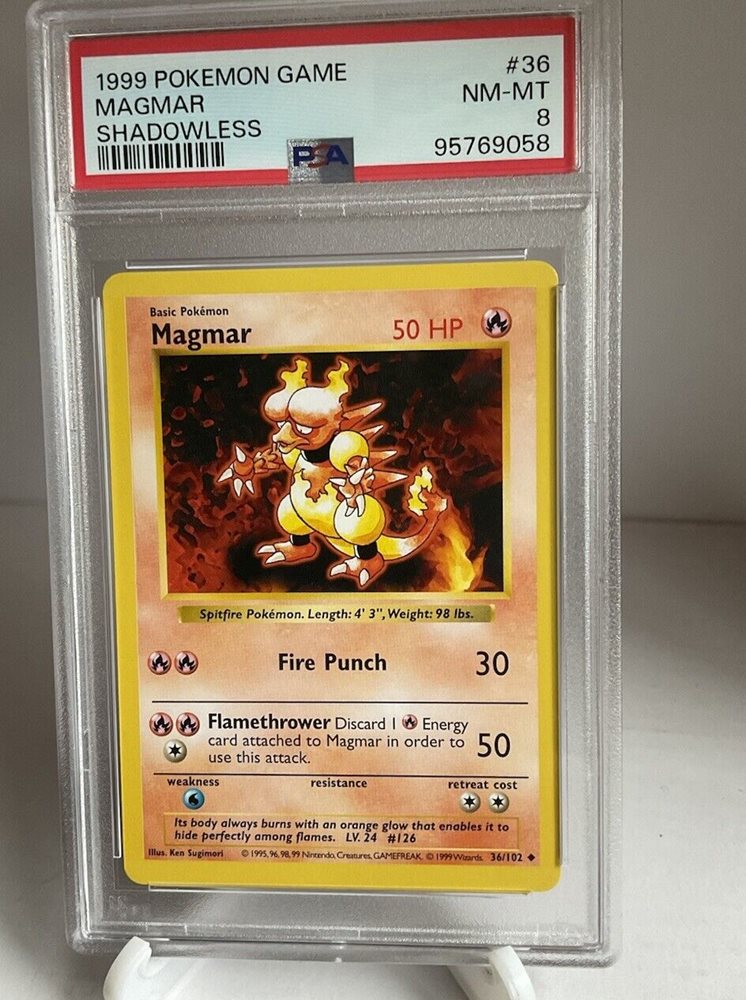 1999 POKEMON GAME #36
MAGMAR NM-MT
SHADOWLESS 8
PSA 95769058
Basic Pokémon
Magmar 50 HP
Spitfire Pokémon. Length: 4' 3", Weight: 98 lbs.
Fire Punch 30
Flamethrower Discard 1 Energy
card attached to Magmar in order to
use this attack. 50
weakness resistance retreat cost
Its body always burns with an orange glow that enables it to
hide perfectly among flames. LV. 24 #126
Illus. Ken Sugimori © 1995, 96, 98, 99 Nintendo, Creatures, GAMEFREAK. © 1999 Wizards. 36/102